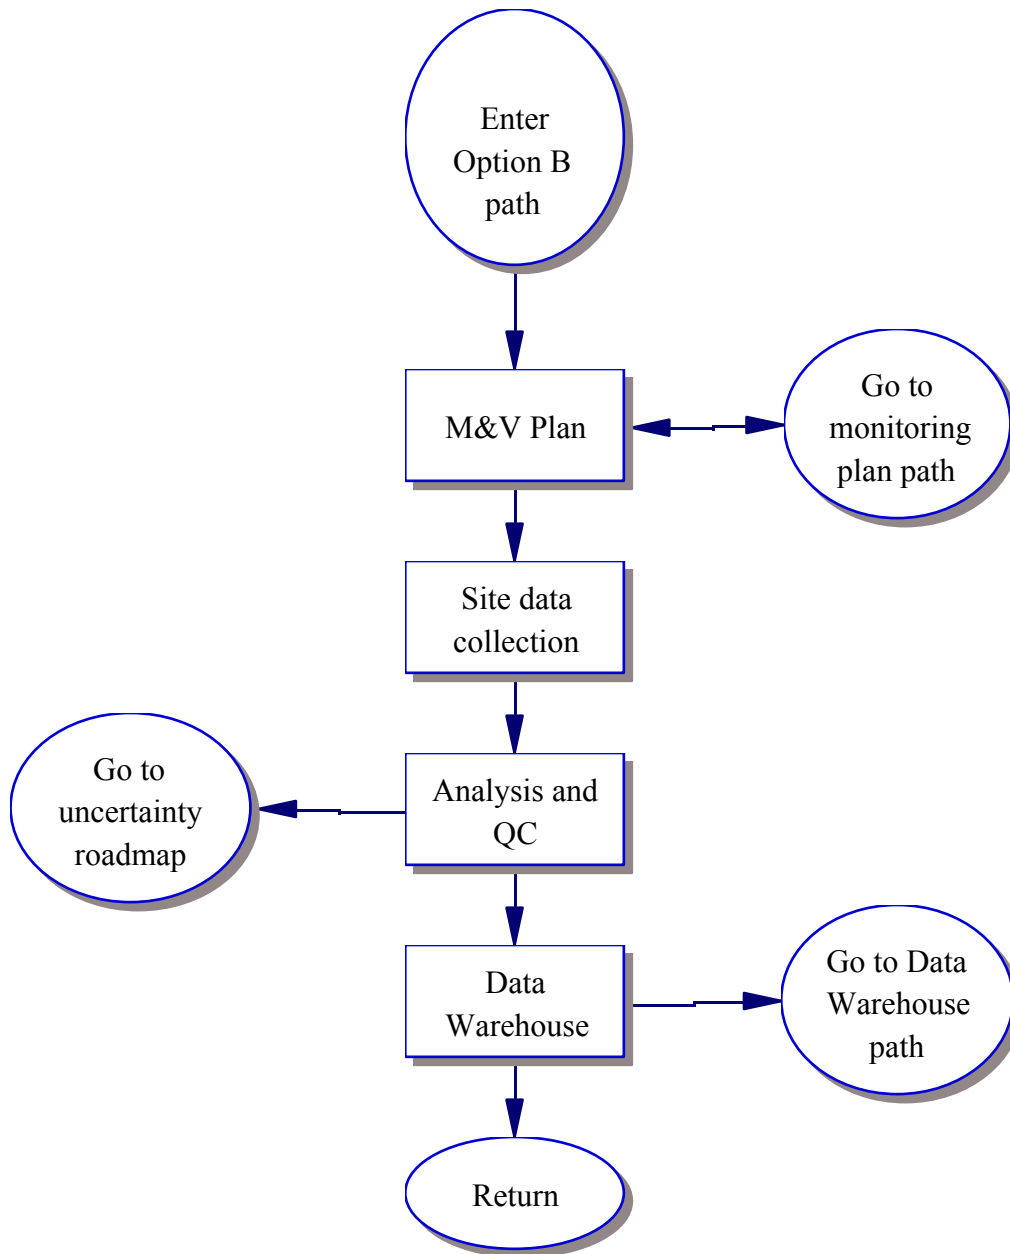 Enter
Option B
path
M&V Plan
Go to
monitoring
plan path
Site data
collection
Go to
uncertainty
roadmap
Analysis and
QC
Data
Warehouse
Go to Data
Warehouse
path
Return